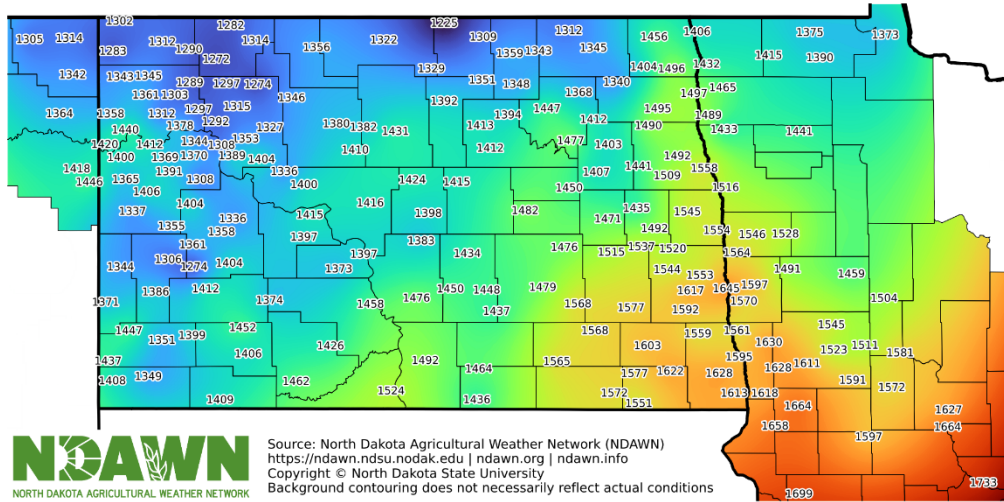 1302 1282 1225
1305 1314 1312 1314 1322 1309 1312 1456 1406 1375 1373
1283 1290 1356 1359 1343 1345 1415 1390
1272
1342 1343 1345 1289 1297 1274 1329 1351 1348 1340 1404 1496 1432
1361 1303 1346 1392 1368 1497 1465
1364 1358 1312 1297 1315 1394 1447 1495 1489
1440 1378 1292 1327 1380 1382 1431 1413 1412 1490 1433 1441
1420 1412 1344 1308 1353 1410 1412 1477 1403
1400 1369 1370 1389 1404 1492
1418 1391 1336 1407 1441 1558
1446 1365 1308 1400 1424 1415 1450 1509 1516
1406
1337 1404 1416 1398 1482 1435 1545
1355 1336 1415 1471
1358 1397 1492 1554 1546 1528
1361 1383 1476 1537 1520
1344 1306 1274 1404 1397 1434 1515 1564
1373 1544 1553 1491 1459
1386 1412 1450 1448 1479 1617 1645 1597
1371 1374 1458 1476 1568 1570 1504
1437 1577 1592
1447 1399 1452 1568 1559 1561 1545
1351 1426 1603 1630 1523 1511
1437 1406 1492 1565 1595 1611 1581
1408 1349 1462 1464 1577 1622 1628 1628 1591
1409 1524 1436 1572 1613 1618 1572
1551 1664 1627
1658 1664
1597
1733
1699
NDAWN
NORTH DAKOTA AGRICULTURAL WEATHER NETWORK
Source: North Dakota Agricultural Weather Network (NDAWN)
https://ndawn.ndsu.nodak.edu | ndawn.org | ndawn.info
Copyright © North Dakota State University
Background contouring does not necessarily reflect actual conditions